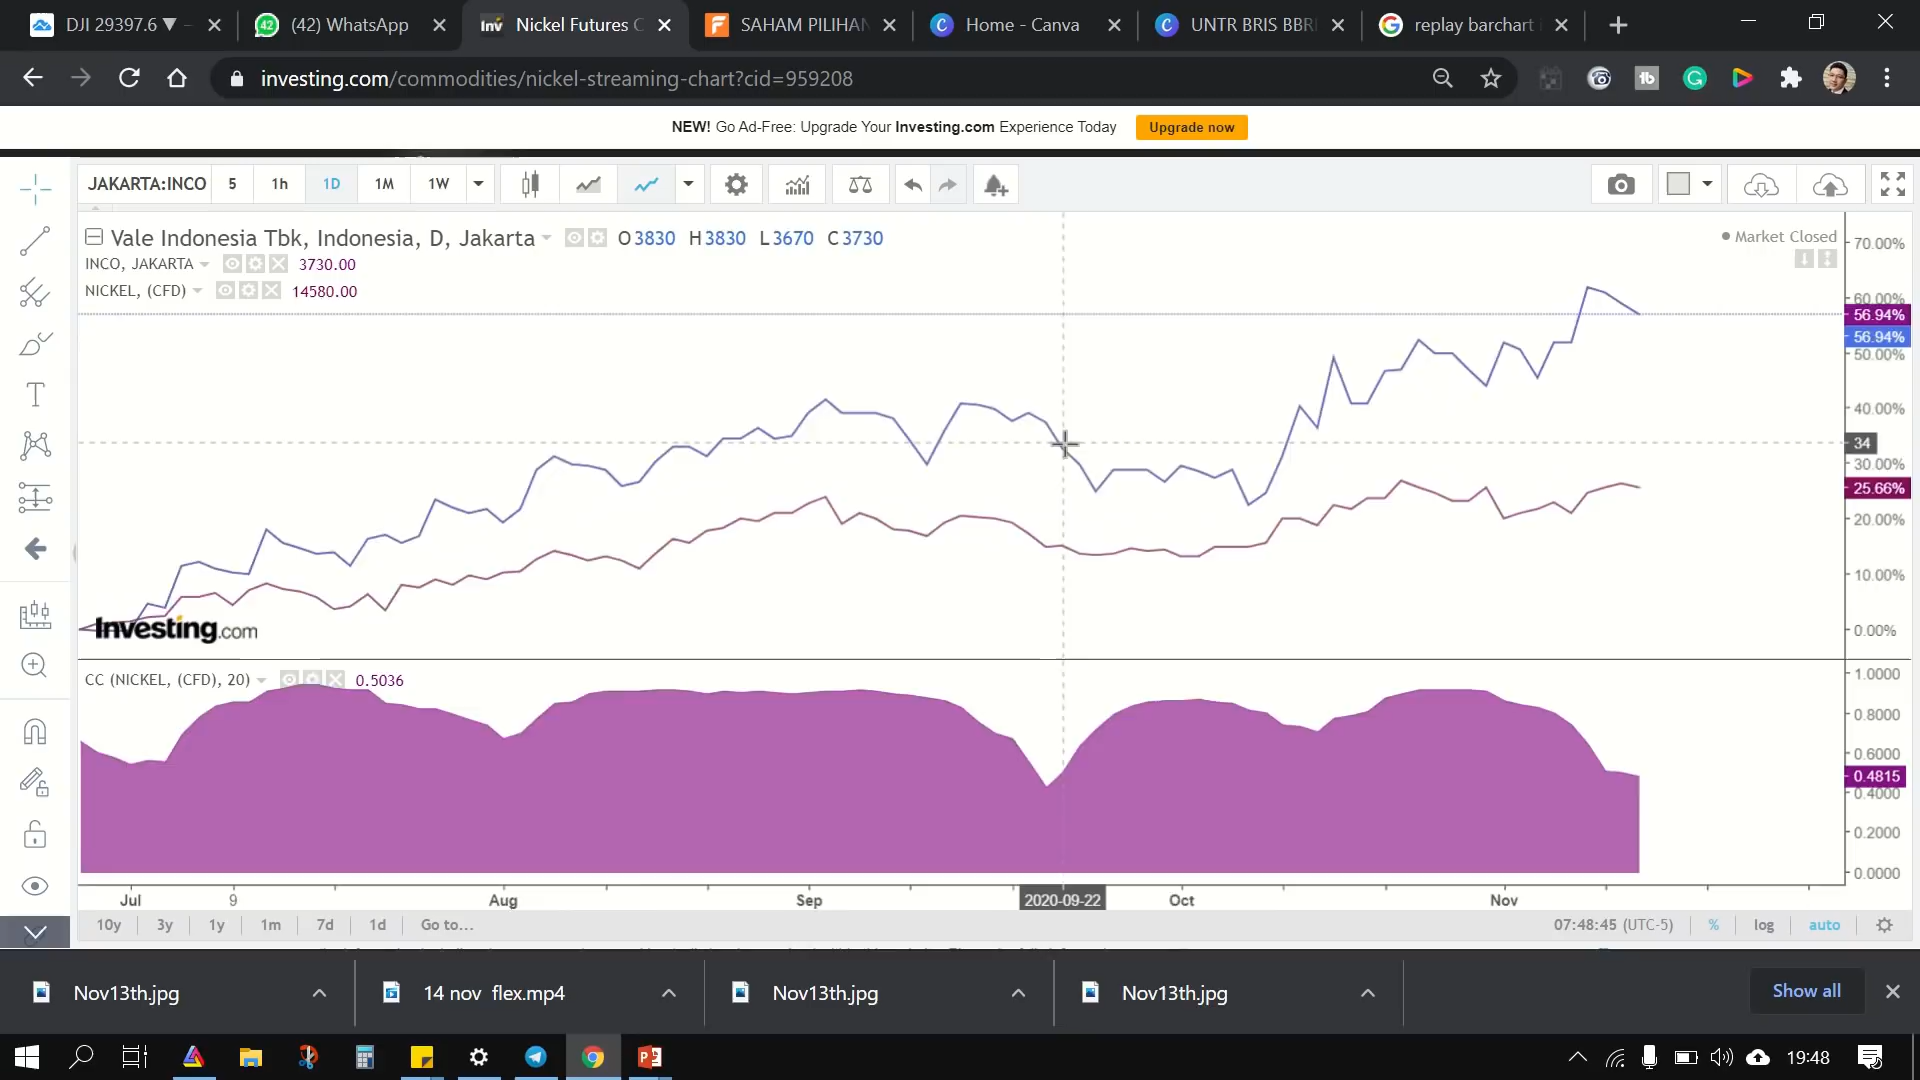 DJI 29397.6 ▼ −
(42) WhatsApp
Nickel Futures C
SAHAM PILIHAN
Home - Canva
UNTR BRIS BBRI
replay barchart
investing.com/commodities/nickel-streaming-chart?cid=959208
NEW! Go Ad-Free: Upgrade Your Investing.com Experience Today
Upgrade now
JAKARTA:INCO 5 1h 1D 1M 1W
Vale Indonesia Tbk, Indonesia, D, Jakarta O3830 H3830 L3670 C3730
Market Closed
INCO, JAKARTA 3730.00
NICKEL, (CFD) 14580.00
70.00%
60.00%
56.94%
56.94%
50.00%
40.00%
34
30.00%
25.66%
20.00%
10.00%
0.00%
Investing.com
CC (NICKEL, (CFD), 20) 0.5036
1.0000
0.8000
0.6000
0.4815
0.4000
0.2000
0.0000
Jul 9 Aug Sep 2020-09-22 Oct Nov
10y 3y 1y 1m 7d 1d Go to...
07:48:45 (UTC-5) % log auto
Nov13th.jpg
14 nov flex.mp4
Nov13th.jpg
Nov13th.jpg
Show all
19:48